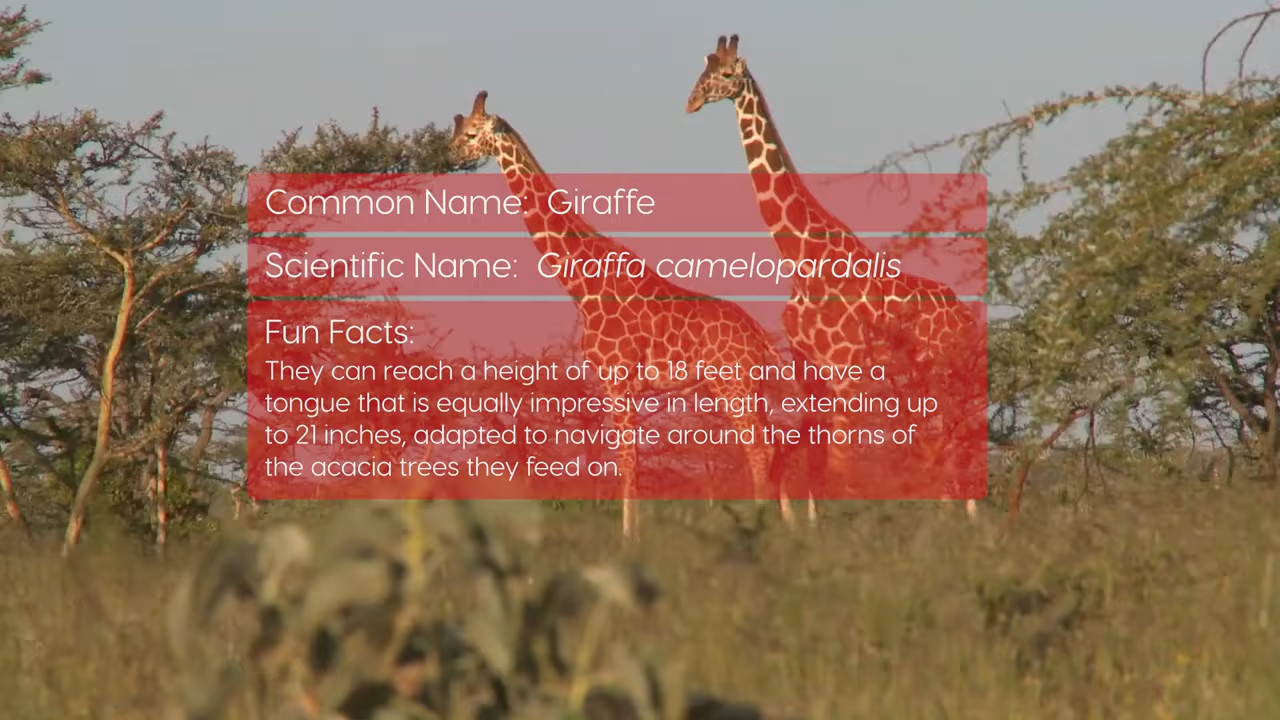 Common Name: Giraffe
Scientific Name: Giraffa camelopardalis
Fun Facts:
They can reach a height of up to 18 feet and have a
tongue that is equally impressive in length, extending up
to 21 inches, adapted to navigate around the thorns of
the acacia trees they feed on.